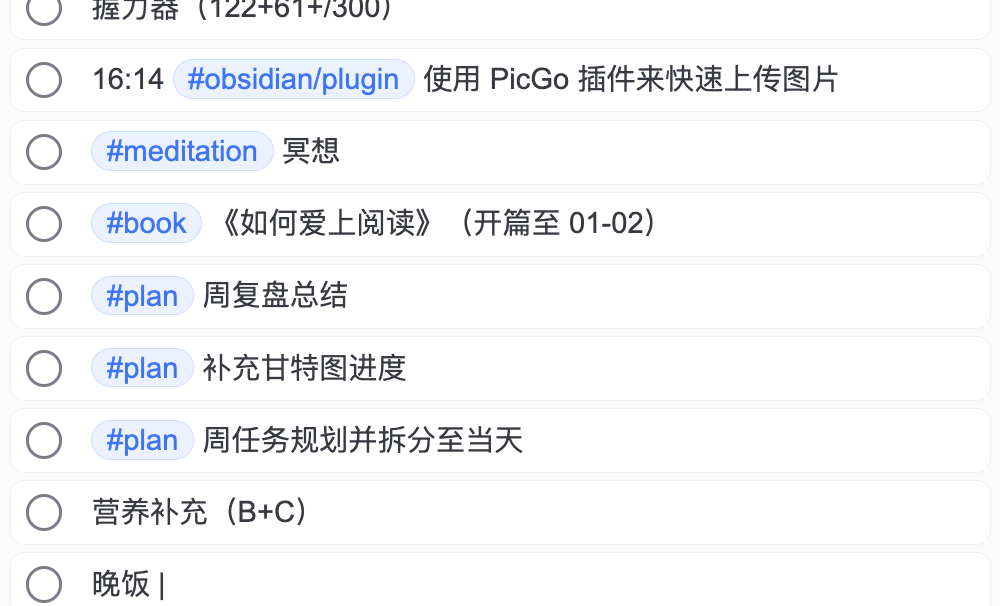 握力器（122+61+/300）
16:14 #obsidian/plugin 使用 PicGo 插件来快速上传图片
#meditation 冥想
#book 《如何爱上阅读》（开篇至 01-02）
#plan 周复盘总结
#plan 补充甘特图进度
#plan 周任务规划并拆分至当天
营养补充（B+C）
晚饭 |